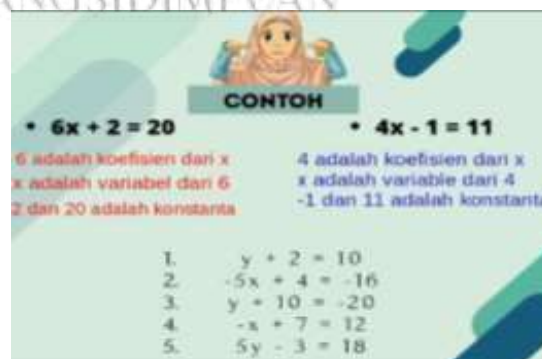 CONTOH
• 6x + 2 = 20
6 adalah koefisien dari x
x adalah variabel dari 6
2 dan 20 adalah konstanta
• 4x - 1 = 11
4 adalah koefisien dari x
x adalah variable dari 4
-1 dan 11 adalah konstanta
1. y + 2 = 10
2. -5x + 4 = -16
3. y + 10 = -20
4. -x + 7 = 12
5. 5y - 3 = 18